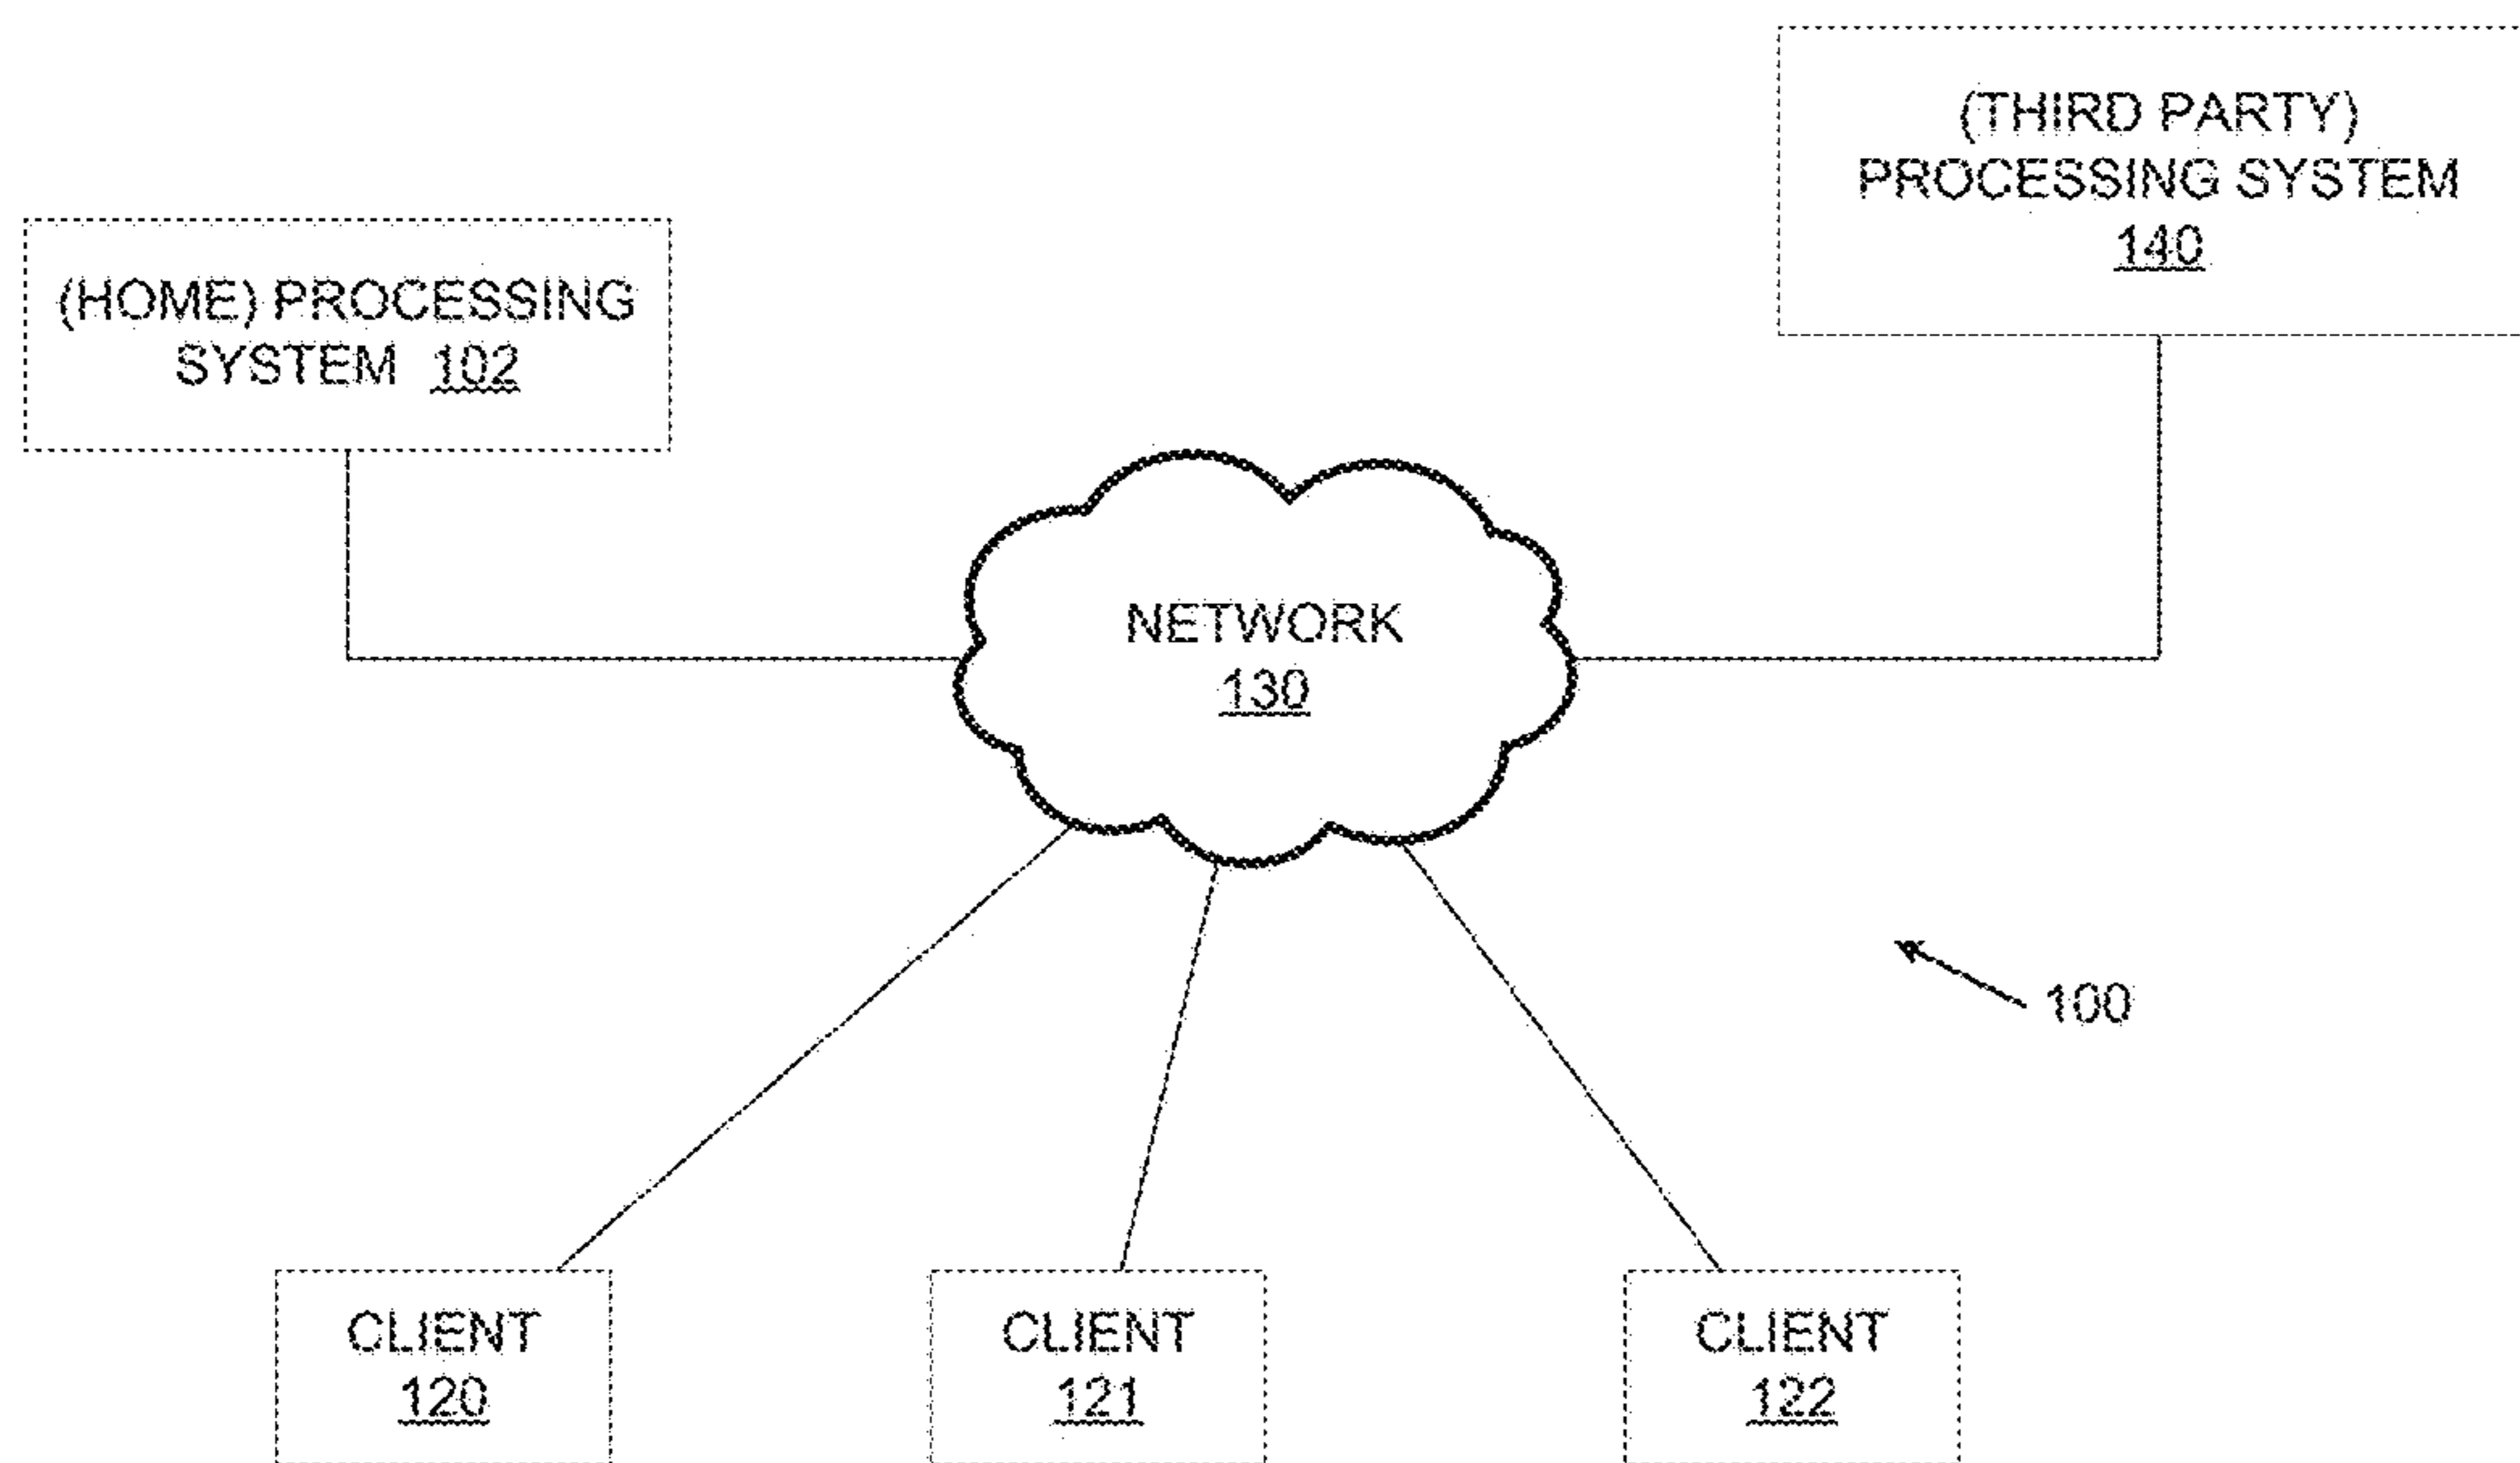 (THIRD PARTY)
PROCESSING SYSTEM
140
(HOME) PROCESSING
SYSTEM 102
NETWORK
130
100
CLIENT
120
CLIENT
121
CLIENT
122